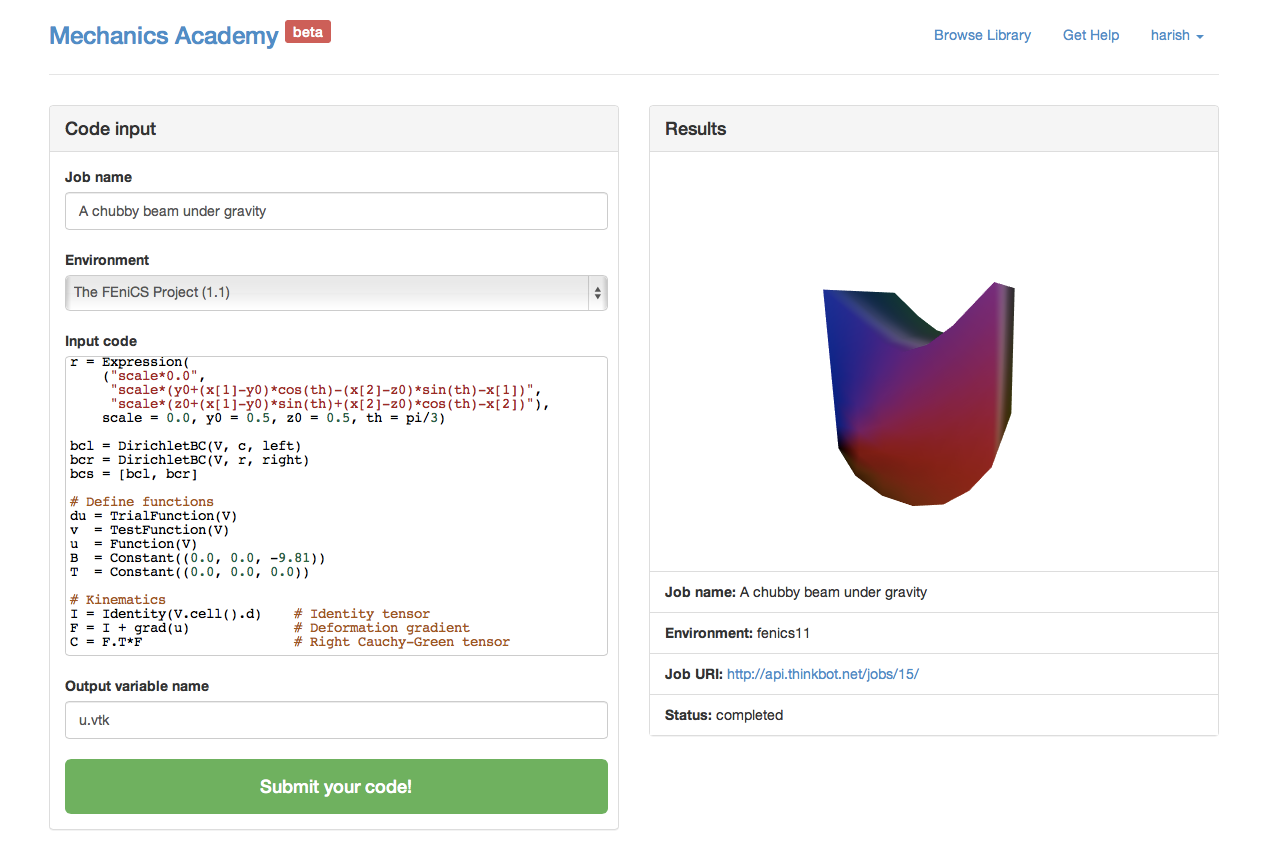 Mechanics Academy beta
Browse Library Get Help harish
Code input
Job name
A chubby beam under gravity
Environment
The FEniCS Project (1.1)
Input code
r = Expression(
    ("scale*0.0",
     "scale*(y0+(x[1]-y0)*cos(th)-(x[2]-z0)*sin(th)-x[1])",
     "scale*(z0+(x[1]-y0)*sin(th)+(x[2]-z0)*cos(th)-x[2])"),
    scale = 0.0, y0 = 0.5, z0 = 0.5, th = pi/3)
bcl = DirichletBC(V, c, left)
bcr = DirichletBC(V, r, right)
bcs = [bcl, bcr]
# Define functions
du = TrialFunction(V)
v  = TestFunction(V)
u  = Function(V)
B  = Constant((0.0, 0.0, -9.81))
T  = Constant((0.0, 0.0, 0.0))
# Kinematics
I = Identity(V.cell().d)    # Identity tensor
F = I + grad(u)             # Deformation gradient
C = F.T*F                   # Right Cauchy-Green tensor
Output variable name
u.vtk
Submit your code!
Results
Job name: A chubby beam under gravity
Environment: fenics11
Job URI: http://api.thinkbot.net/jobs/15/
Status: completed